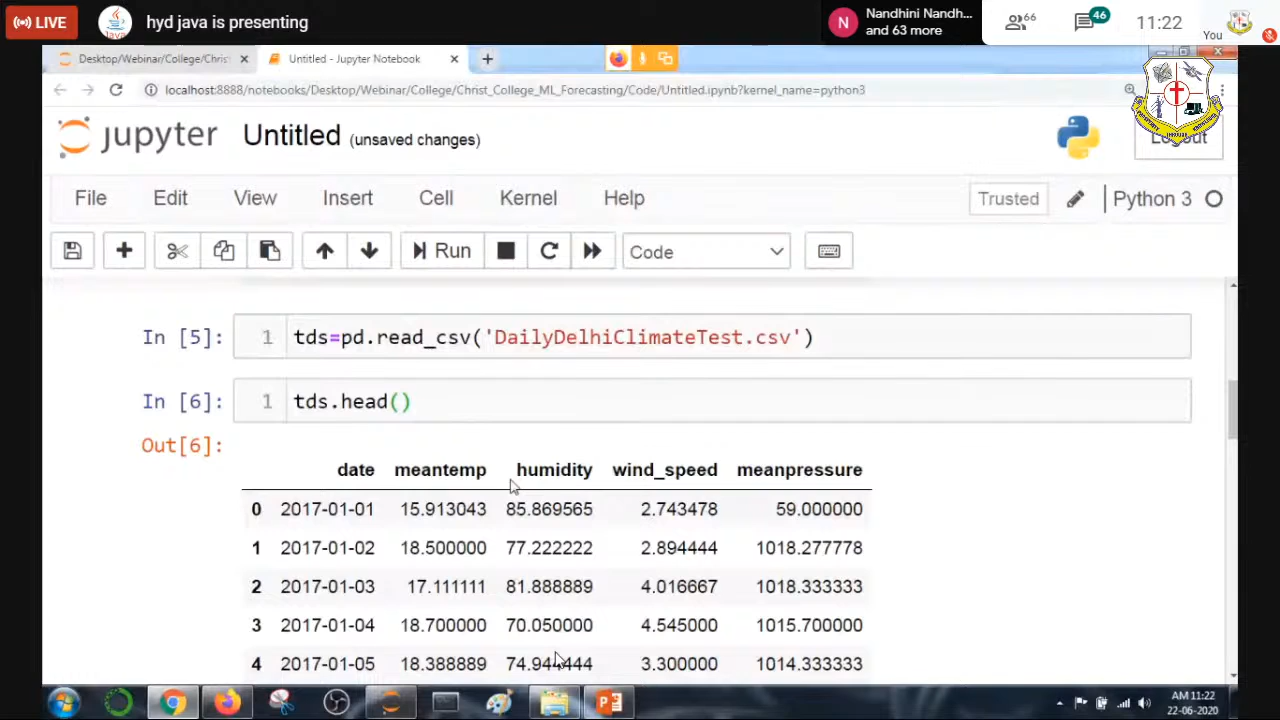 LIVE
hyd java is presenting
N
Nandhini Nandh...
and 63 more
66
46
11:22
You
Desktop/Webinar/College/Chris
Untitled - Jupyter Notebook
localhost:8888/notebooks/Desktop/Webinar/College/Christ_College_ML_Forecasting/Code/Untitled.ipynb?kernel_name=python3
jupyter
Untitled
(unsaved changes)
Logout
File
Edit
View
Insert
Cell
Kernel
Help
Trusted
Python 3
Run
Code
In [5]:
1 tds=pd.read_csv('DailyDelhiClimateTest.csv')
In [6]:
1 tds.head()
Out[6]:
date meantemp humidity wind_speed meanpressure
0 2017-01-01 15.913043 85.869565 2.743478 59.000000
1 2017-01-02 18.500000 77.222222 2.894444 1018.277778
2 2017-01-03 17.111111 81.888889 4.016667 1018.333333
3 2017-01-04 18.700000 70.050000 4.545000 1015.700000
4 2017-01-05 18.388889 74.944444 3.300000 1014.333333
AM 11:22
22-06-2020